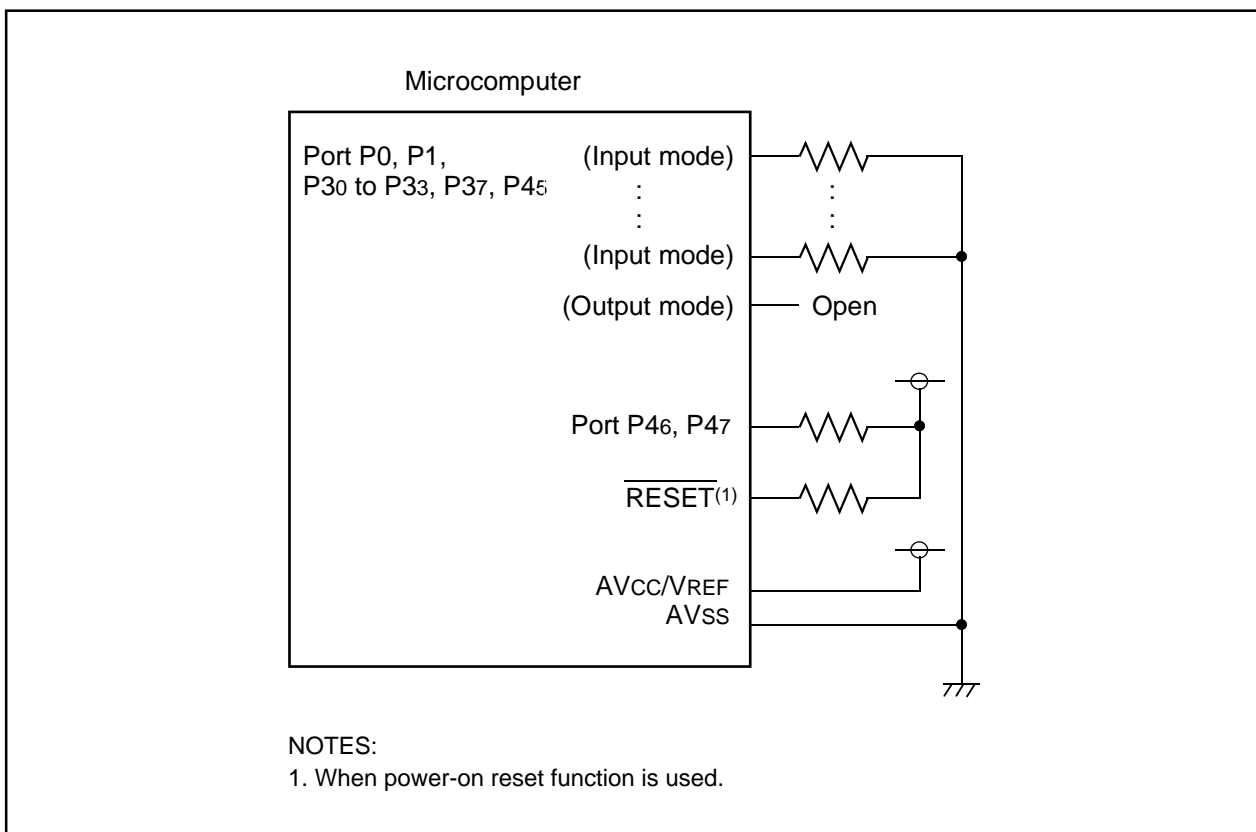 Microcomputer
Port P0, P1,
P30 to P33, P37, P45
(Input mode)
(Input mode)
(Output mode)
Open
Port P46, P47
RESET(1)
AVCC/VREF
AVSS
NOTES:
1. When power-on reset function is used.